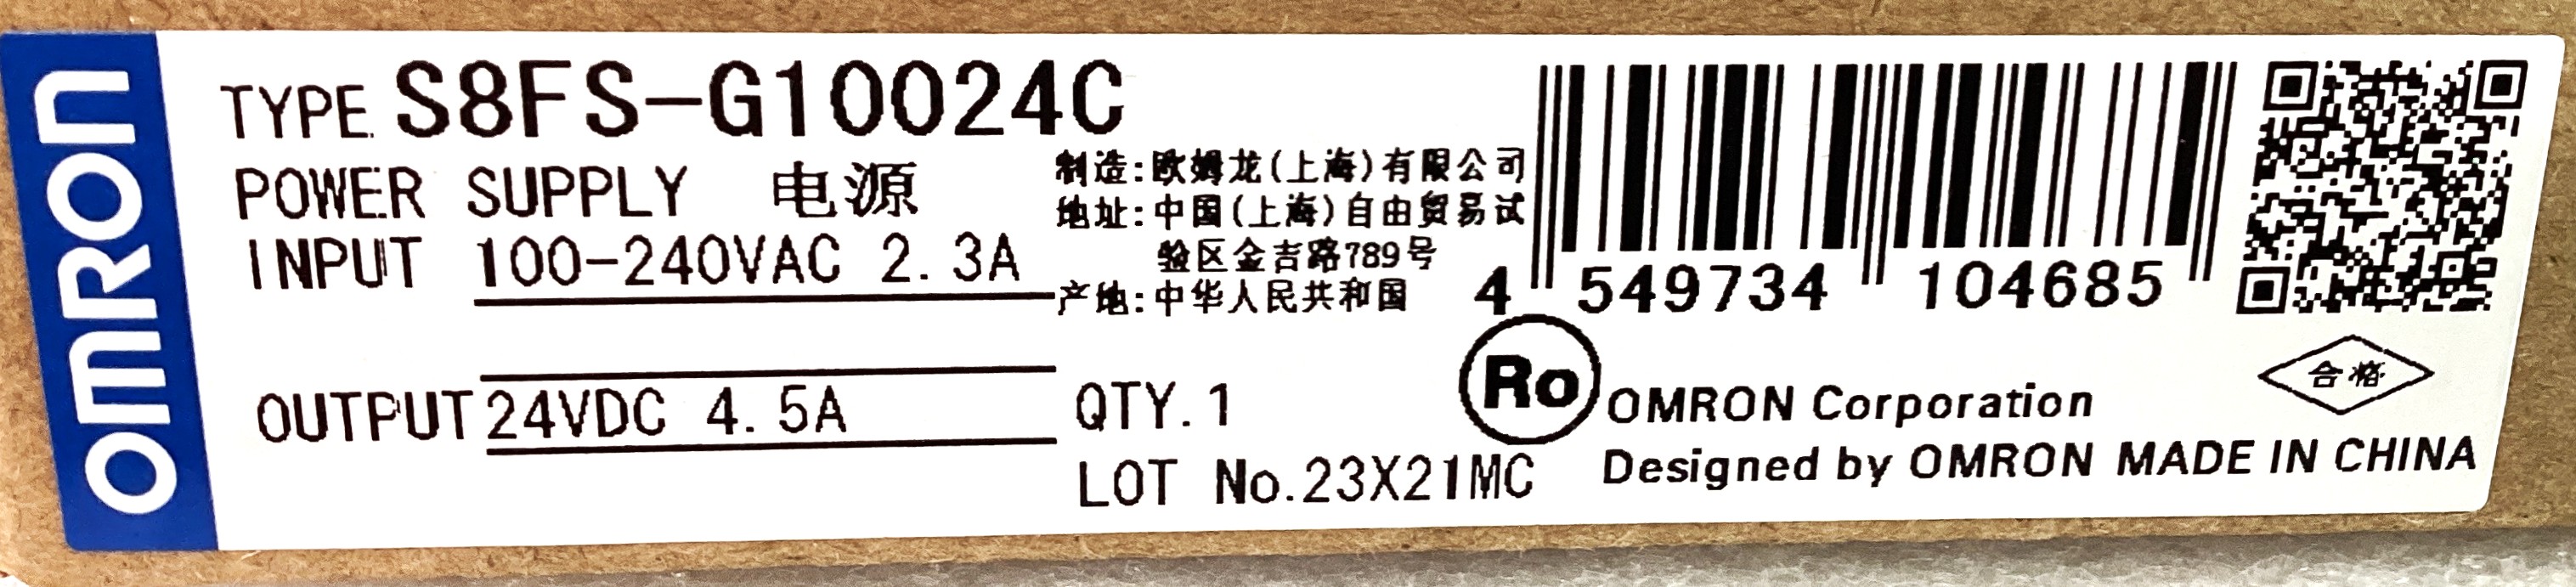 OMRON
TYPE. S8FS-G10024C
POWER SUPPLY 电源
INPUT 100-240VAC 2.3A
OUTPUT 24VDC 4.5A
制造:欧姆龙(上海)有限公司
地址:中国(上海)自由贸易试
验区金吉路789号
产地:中华人民共和国
QTY.1
LOT No.23X21MC
4 549734 104685
Ro
合格
OMRON Corporation
Designed by OMRON MADE IN CHINA